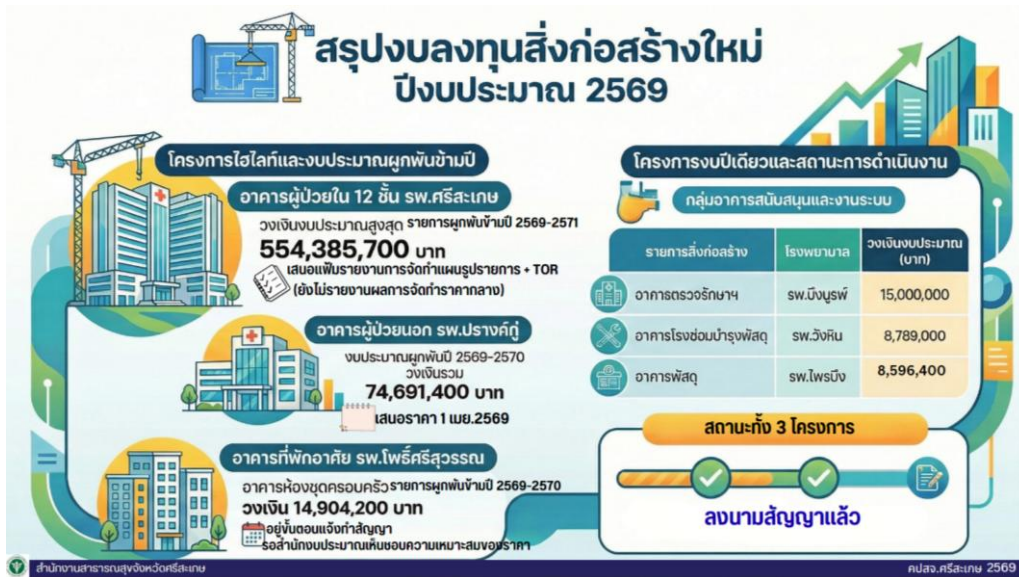 สรุปงบลงทุนสิ่งก่อสร้างใหม่
ปีงบประมาณ 2569
โครงการไฮไลท์และงบประมาณผูกพันข้ามปี
อาคารผู้ป่วยใน 12 ชั้น รพ.ศรีสะเกษ
วงเงินงบประมาณสูงสุด รายการผูกพันข้ามปี 2569-2571
554,385,700 บาท
เสนอแฟ้มรายงานการจัดทำแผนรูปรายการ + TOR
(ยังไม่รายงานผลการจัดทำราคากลาง)
อาคารผู้ป่วยนอก รพ.ปรางค์กู่
งบประมาณผูกพันปี 2569-2570
วงเงินรวม
74,691,400 บาท
เสนอราคา 1 เมย.2569
อาคารที่พักอาศัย รพ.โพธิ์ศรีสุวรรณ
อาคารห้องชุดครอบครัวรายการผูกพันข้ามปี 2569-2570
วงเงิน 14,904,200 บาท
อยู่ขั้นตอนแจ้งทำสัญญา
รอสำนักงบประมาณเห็นชอบความเหมาะสมของราคา
โครงการงบปีเดียวและสถานะการดำเนินงาน
กลุ่มอาคารสนับสนุนและงานระบบ
รายการสิ่งก่อสร้าง โรงพยาบาล วงเงินงบประมาณ (บาท)
อาคารตรวจรักษาฯ รพ.บึงบูรพ์ 15,000,000
อาคารโรงซ่อมบำรุงพัสดุ รพ.วังหิน 8,789,000
อาคารพัสดุ รพ.ไพรบึง 8,596,400
สถานะทั้ง 3 โครงการ
ลงนามสัญญาแล้ว
สำนักงานสาธารณสุขจังหวัดศรีสะเกษ
คปสจ.ศรีสะเกษ 2569